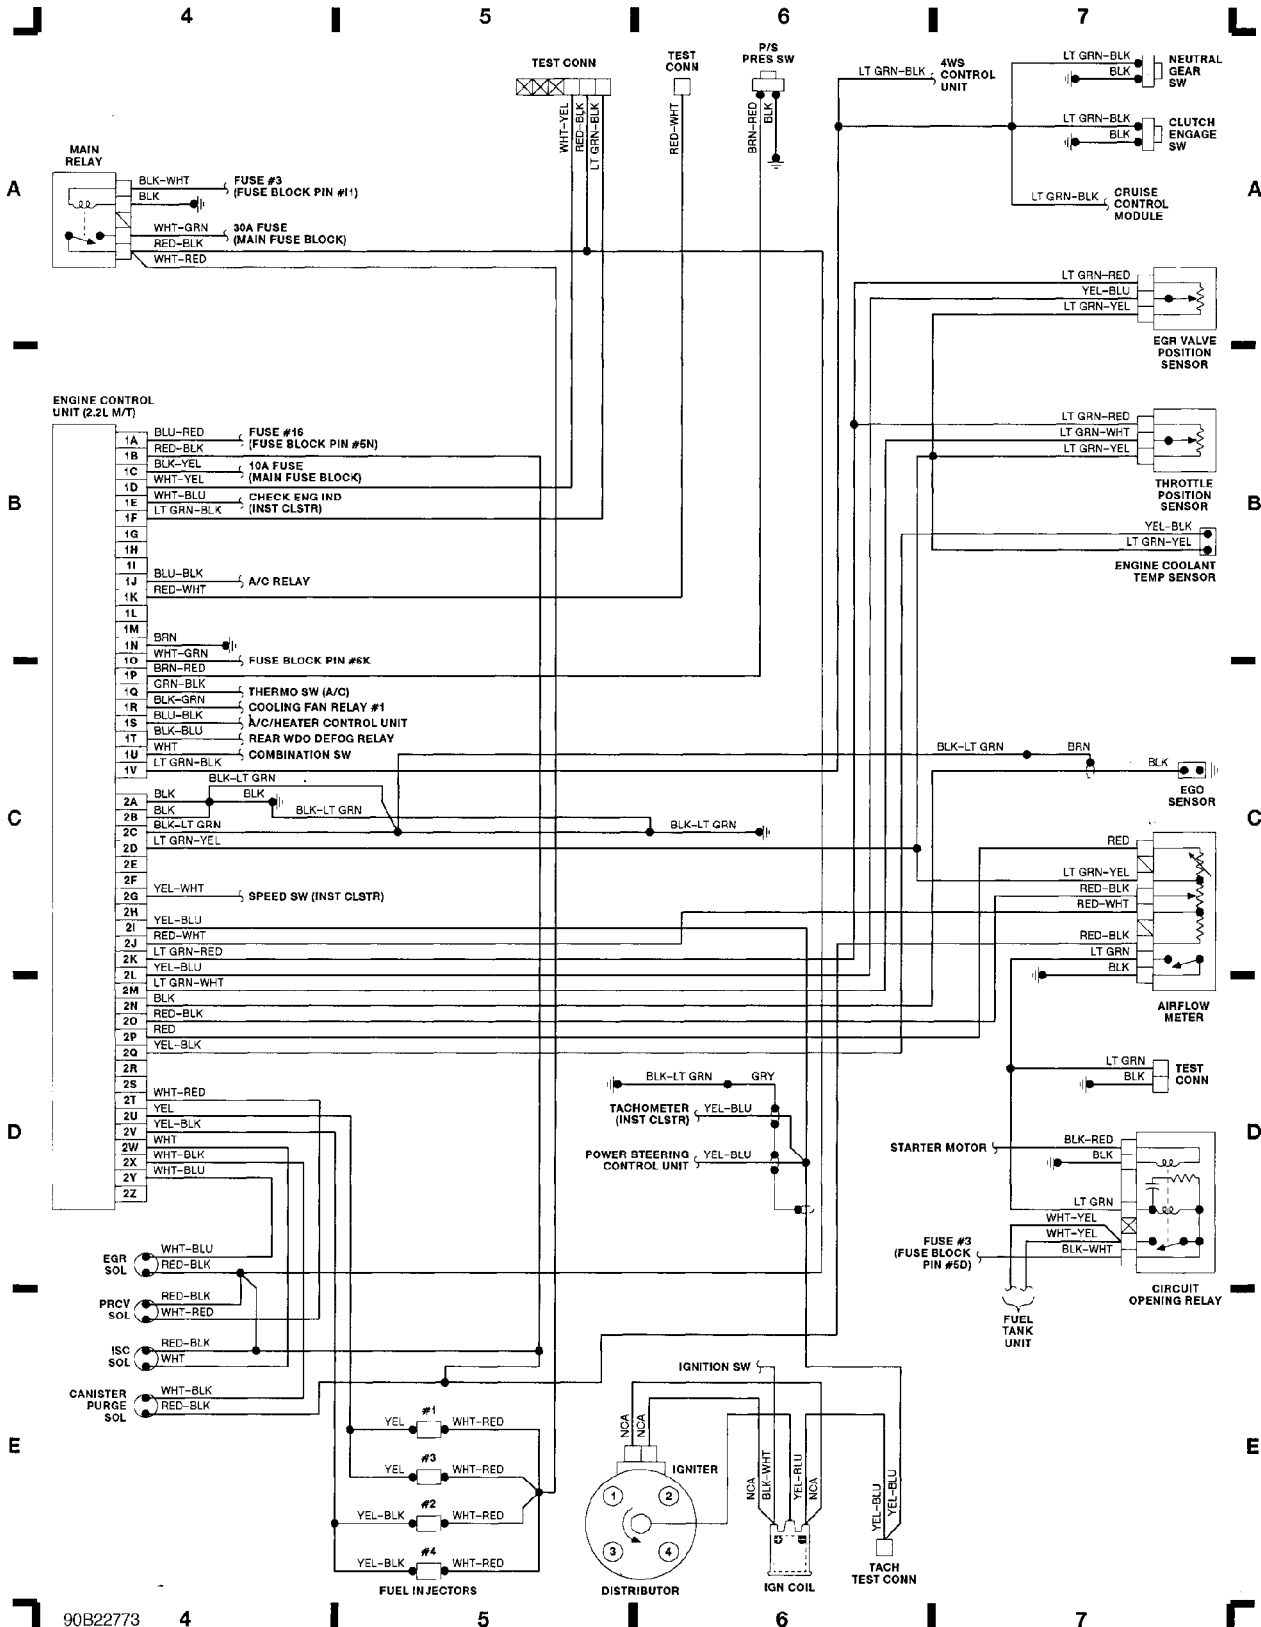 4 5 6 7
TEST CONN
TEST
CONN
P/S
PRES SW
LT GRN-BLK
4WS
CONTROL
UNIT
LT GRN-BLK
BLK
NEUTRAL
GEAR
SW
WHT-YEL
RED-BLK
LT GRN-BLK
RED-WHT
BRN-RED
BLK
LT GRN-BLK
BLK
CLUTCH
ENGAGE
SW
MAIN
RELAY
A
BLK-WHT
FUSE #3
(FUSE BLOCK PIN #I1)
BLK
WHT-GRN
30A FUSE
(MAIN FUSE BLOCK)
RED-BLK
WHT-RED
LT GRN-BLK
CRUISE
CONTROL
MODULE
A
LT GRN-RED
YEL-BLU
LT GRN-YEL
EGR VALVE
POSITION
SENSOR
ENGINE CONTROL
UNIT (2.2L M/T)
LT GRN-RED
LT GRN-WHT
LT GRN-YEL
THROTTLE
POSITION
SENSOR
YEL-BLK
LT GRN-YEL
ENGINE COOLANT
TEMP SENSOR
B
B
1A BLU-RED FUSE #16
(FUSE BLOCK PIN #5N)
1B RED-BLK
1C BLK-YEL 10A FUSE
(MAIN FUSE BLOCK)
1D WHT-YEL
1E WHT-BLU CHECK ENG IND
(INST CLSTR)
1F LT GRN-BLK
1G
1H
1I
1J BLU-BLK A/C RELAY
1K RED-WHT
1L
1M
1N BRN
1O WHT-GRN FUSE BLOCK PIN #6K
1P BRN-RED
1Q GRN-BLK THERMO SW (A/C)
1R BLK-GRN COOLING FAN RELAY #1
1S BLU-BLK A/C/HEATER CONTROL UNIT
1T BLK-BLU REAR WDO DEFOG RELAY
1U WHT COMBINATION SW
1V LT GRN-BLK
BLK-LT GRN
BRN
BLK
EGO
SENSOR
C
C
BLK-LT GRN
2A BLK BLK
2B BLK BLK-LT GRN
2C BLK-LT GRN BLK-LT GRN
2D LT GRN-YEL
2E
2F
2G YEL-WHT SPEED SW (INST CLSTR)
2H
2I YEL-BLU
2J RED-WHT
2K LT GRN-RED
2L YEL-BLU
2M LT GRN-WHT
2N BLK
2O RED-BLK
2P RED
2Q YEL-BLK
2R
2S
2T WHT-RED
2U YEL
2V YEL-BLK
2W WHT
2X WHT-BLK
2Y WHT-BLU
2Z
RED
LT GRN-YEL
RED-BLK
RED-WHT
RED-BLK
LT GRN
BLK
AIRFLOW
METER
LT GRN
BLK
TEST
CONN
BLK-LT GRN
GRY
TACHOMETER
(INST CLSTR)
YEL-BLU
POWER STEERING
CONTROL UNIT
YEL-BLU
D
D
STARTER MOTOR
BLK-RED
BLK
LT GRN
WHT-YEL
WHT-YEL
BLK-WHT
FUSE #3
(FUSE BLOCK
PIN #5D)
CIRCUIT
OPENING RELAY
FUEL
TANK
UNIT
EGR
SOL
WHT-BLU
RED-BLK
PRCV
SOL
RED-BLK
WHT-RED
ISC
SOL
RED-BLK
WHT
CANISTER
PURGE
SOL
WHT-BLK
RED-BLK
E
E
#1
YEL WHT-RED
#3
YEL WHT-RED
#2
YEL-BLK WHT-RED
#4
YEL-BLK WHT-RED
FUEL INJECTORS
IGNITION SW
NCA
NCA
IGNITER
1 2
3 4
DISTRIBUTOR
NCA
BLK-WHT
YEL-BLU
NCA
IGN COIL
YEL-BLU
YEL-BLU
TACH
TEST CONN
90B22773 4 5 6 7